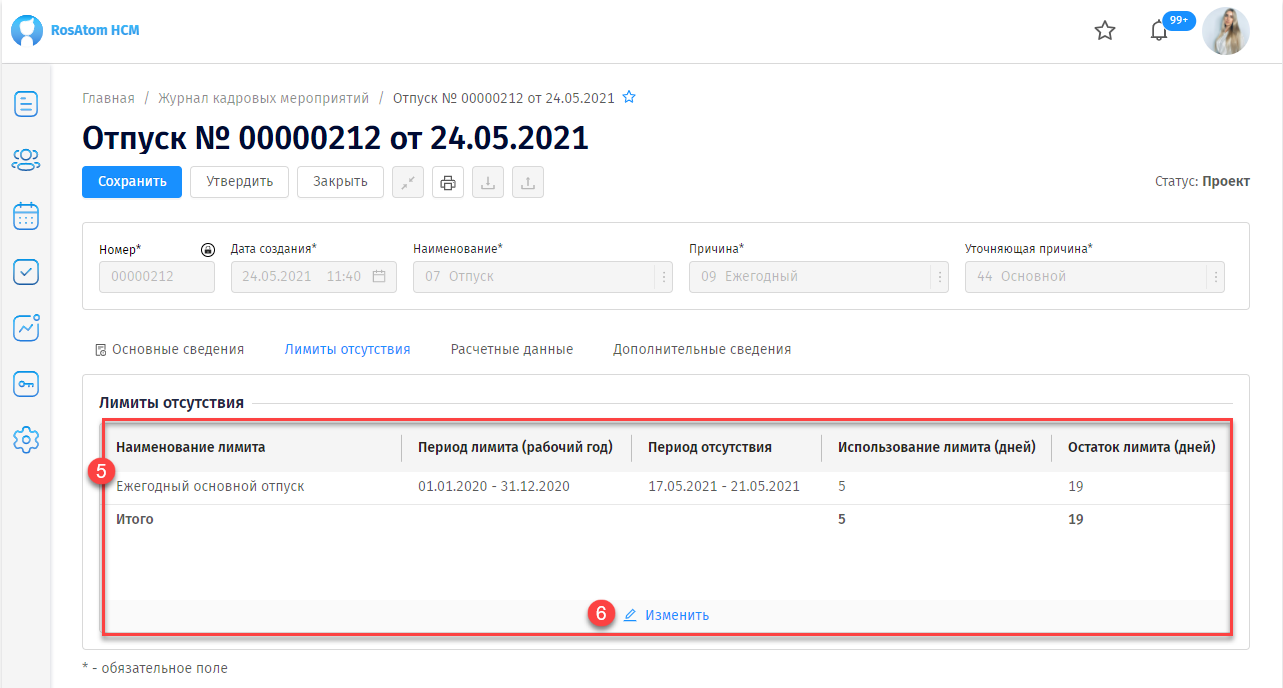 RosAtom HCM
99+
Главная / Журнал кадровых мероприятий / Отпуск № 00000212 от 24.05.2021
Отпуск № 00000212 от 24.05.2021
Сохранить Утвердить Закрыть Статус: Проект
Номер* Дата создания* Наименование* Причина* Уточняющая причина*
00000212 24.05.2021 11:40 07 Отпуск 09 Ежегодный 44 Основной
Основные сведения Лимиты отсутствия Расчетные данные Дополнительные сведения
Лимиты отсутствия
Наименование лимита Период лимита (рабочий год) Период отсутствия Использование лимита (дней) Остаток лимита (дней)
5
Ежегодный основной отпуск 01.01.2020 - 31.12.2020 17.05.2021 - 21.05.2021 5 19
Итого 5 19
6 Изменить
* - обязательное поле